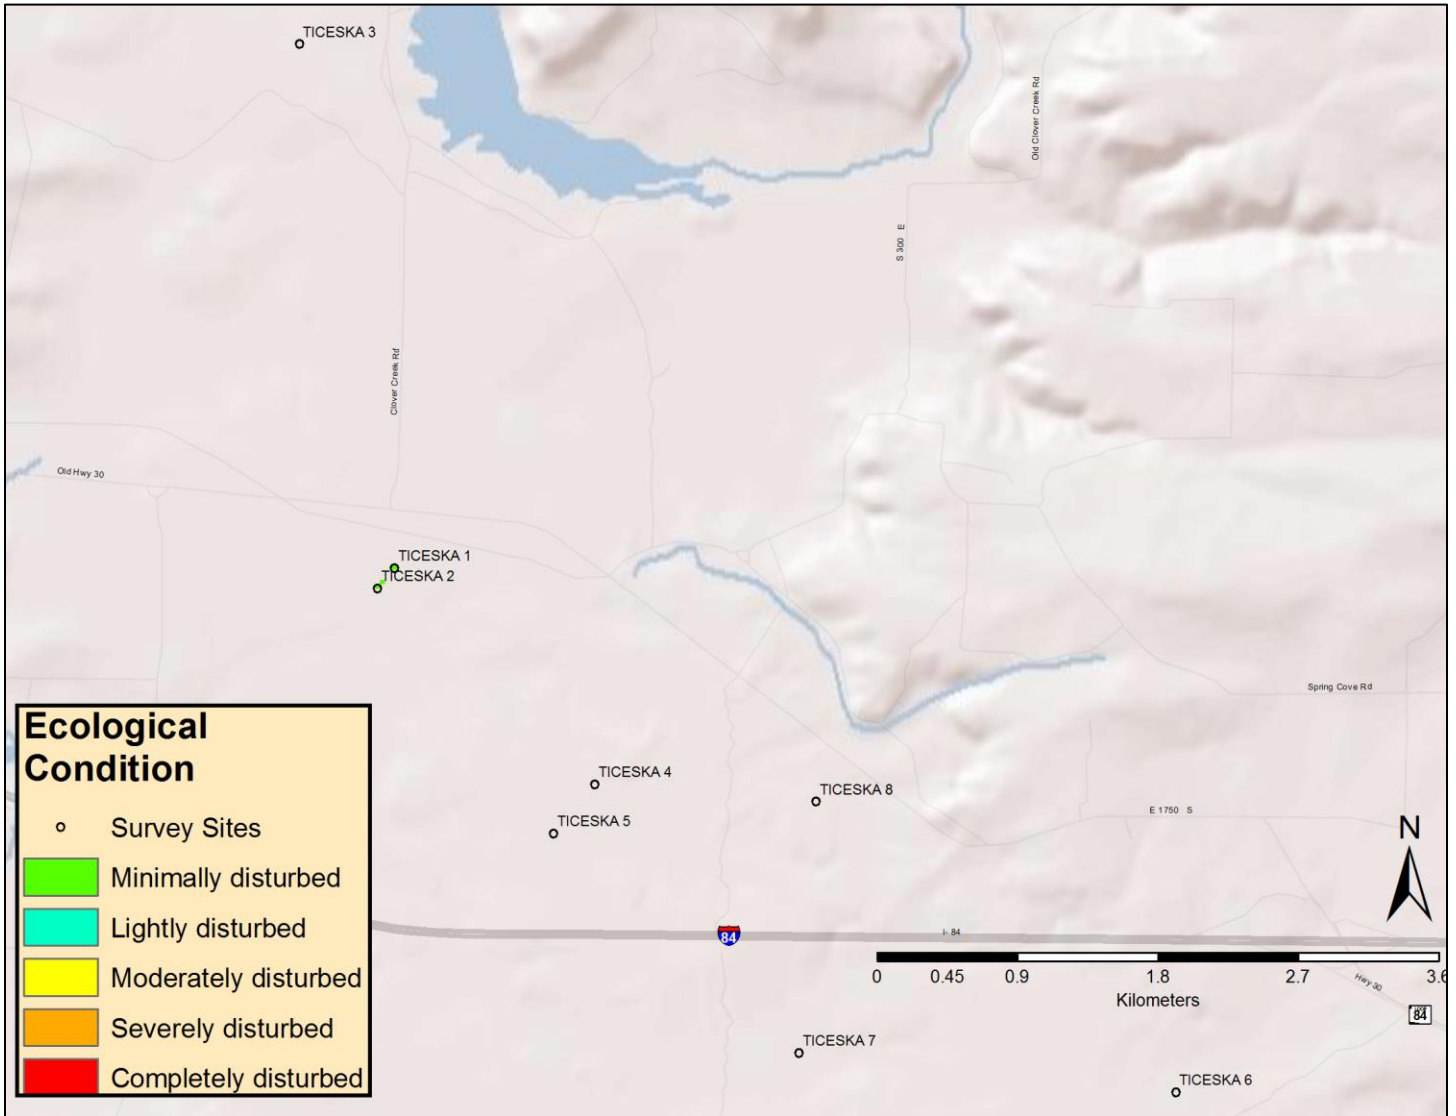 TICESKA 3
Old Clover Creek Rd
S 300 E
Clover Creek Rd
Old Hwy 30
TICESKA 1
TICESKA 2
Spring Cove Rd
TICESKA 4
TICESKA 8
E 1750 S
TICESKA 5
84
I- 84
TICESKA 7
TICESKA 6
Hwy 30
84
N
0 0.45 0.9 1.8 2.7 3.6
Kilometers
Ecological
Condition
Survey Sites
Minimally disturbed
Lightly disturbed
Moderately disturbed
Severely disturbed
Completely disturbed